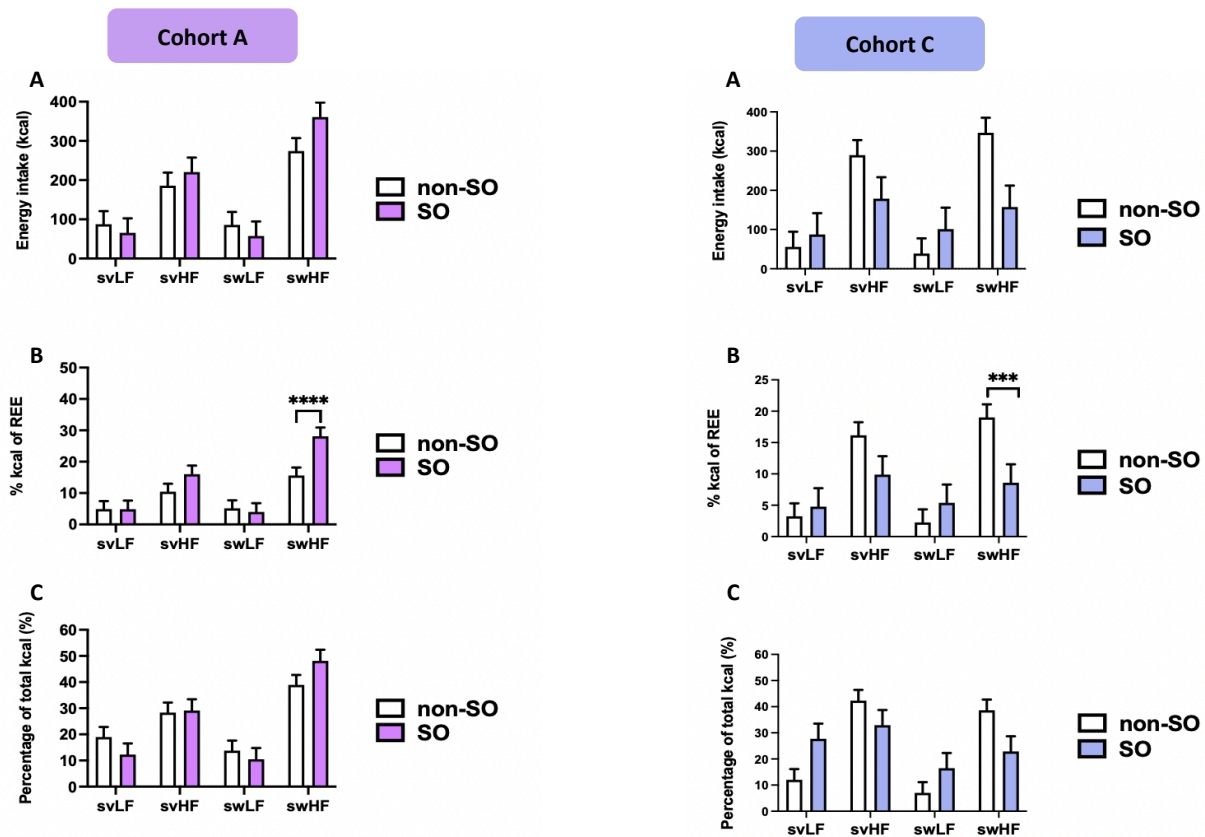 Cohort A
A
Energy intake (kcal)
400
300
200
100
0
svLF svHF swLF swHF
non-SO
SO
B
% kcal of REE
50
40
30
20
10
0
****
svLF svHF swLF swHF
non-SO
SO
C
Percentage of total kcal (%)
60
50
40
30
20
10
0
svLF svHF swLF swHF
non-SO
SO
Cohort C
A
Energy intake (kcal)
400
300
200
100
0
svLF svHF swLF swHF
non-SO
SO
B
% kcal of REE
25
20
15
10
5
0
***
svLF svHF swLF swHF
non-SO
SO
C
Percentage of total kcal (%)
60
50
40
30
20
10
0
svLF svHF swLF swHF
non-SO
SO